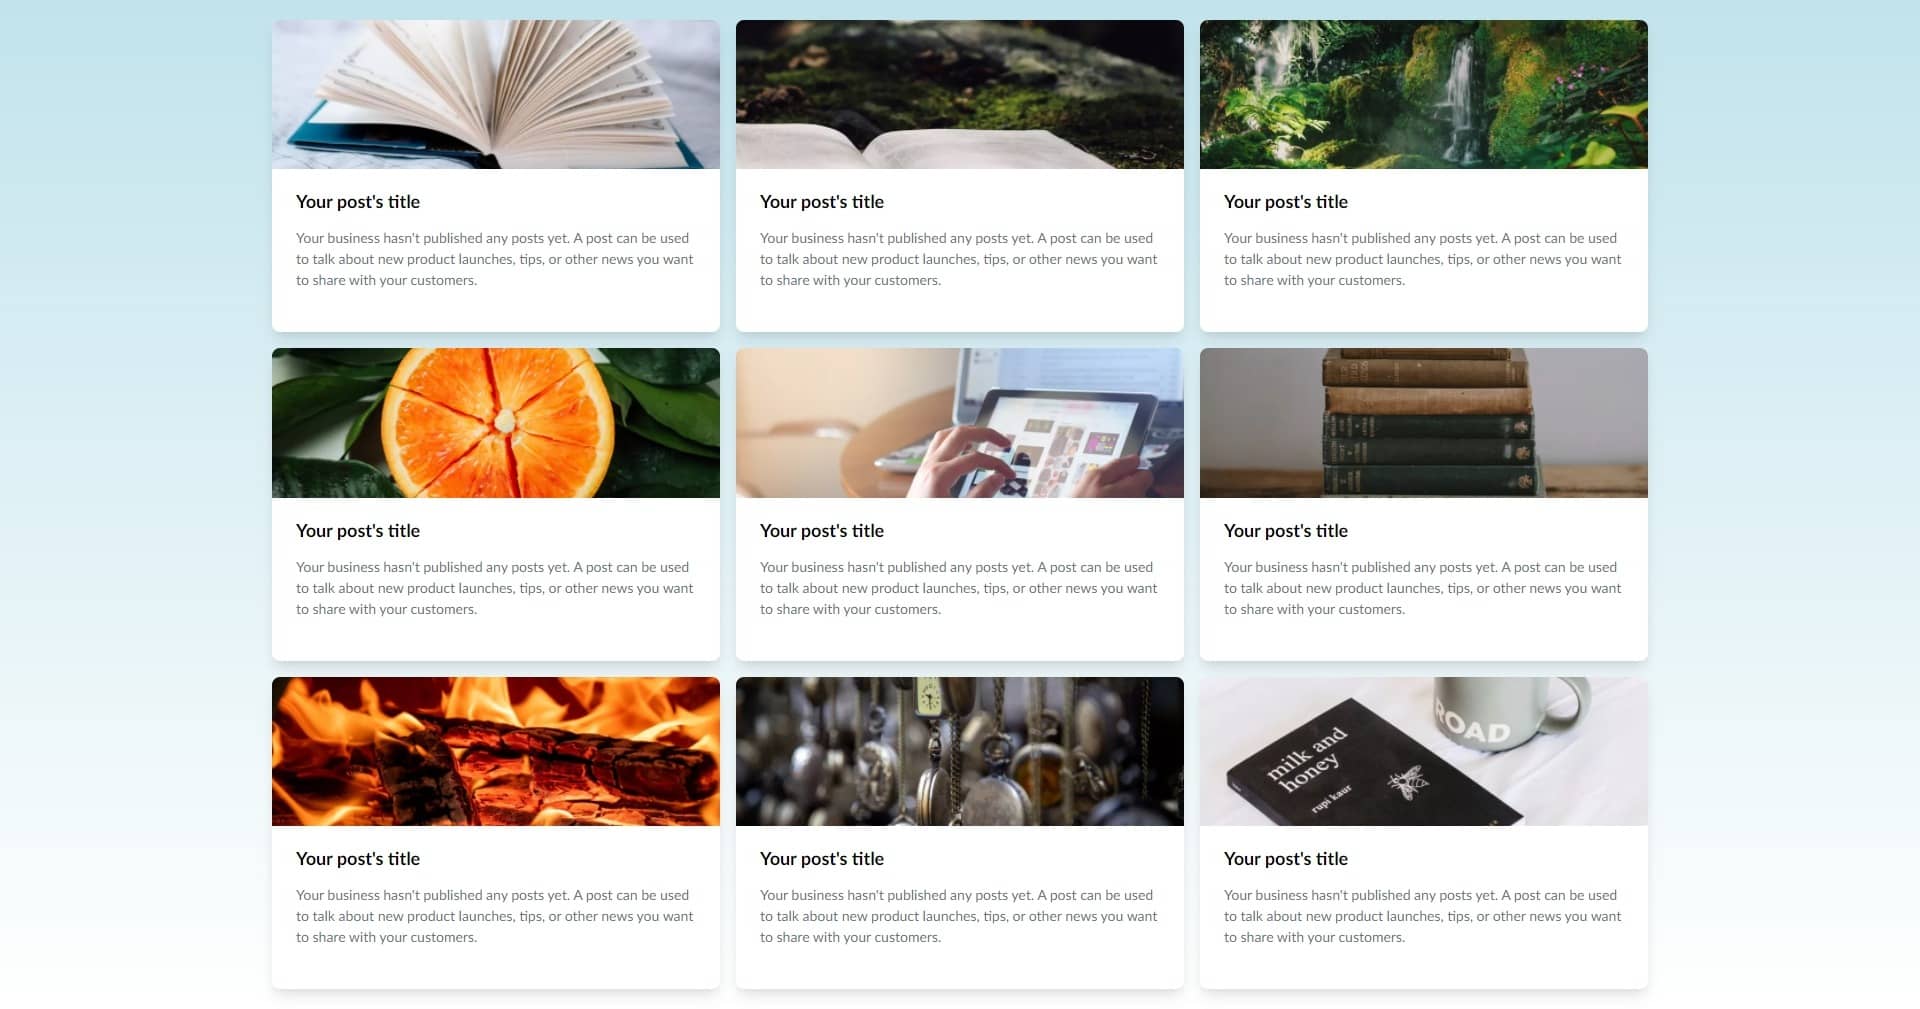 Your post's title
Your business hasn't published any posts yet. A post can be used
to talk about new product launches, tips, or other news you want
to share with your customers.
Your post's title
Your business hasn't published any posts yet. A post can be used
to talk about new product launches, tips, or other news you want
to share with your customers.
Your post's title
Your business hasn't published any posts yet. A post can be used
to talk about new product launches, tips, or other news you want
to share with your customers.
Your post's title
Your business hasn't published any posts yet. A post can be used
to talk about new product launches, tips, or other news you want
to share with your customers.
Your post's title
Your business hasn't published any posts yet. A post can be used
to talk about new product launches, tips, or other news you want
to share with your customers.
Your post's title
Your business hasn't published any posts yet. A post can be used
to talk about new product launches, tips, or other news you want
to share with your customers.
ROAD
milk and
honey
rupi kaur
Your post's title
Your business hasn't published any posts yet. A post can be used
to talk about new product launches, tips, or other news you want
to share with your customers.
Your post's title
Your business hasn't published any posts yet. A post can be used
to talk about new product launches, tips, or other news you want
to share with your customers.
Your post's title
Your business hasn't published any posts yet. A post can be used
to talk about new product launches, tips, or other news you want
to share with your customers.